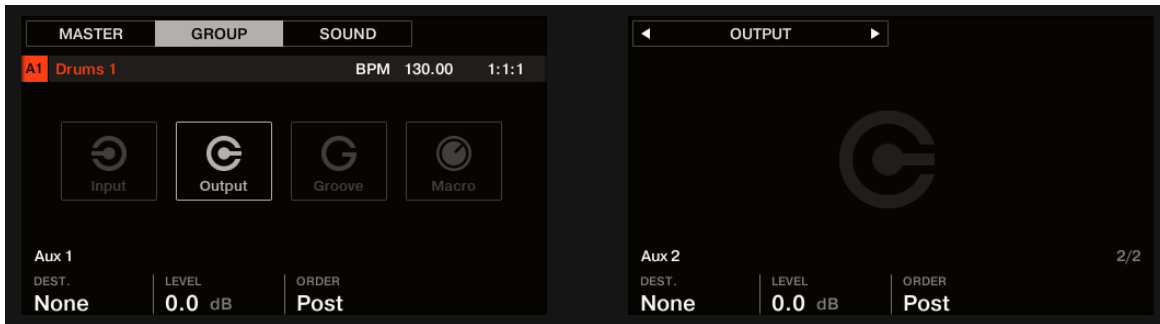 MASTER GROUP SOUND
A1 Drums 1 BPM 130.00 1:1:1
Input Output Groove Macro
Aux 1
DEST. LEVEL ORDER
None 0.0 dB Post
OUTPUT
Aux 2 2/2
DEST. LEVEL ORDER
None 0.0 dB Post